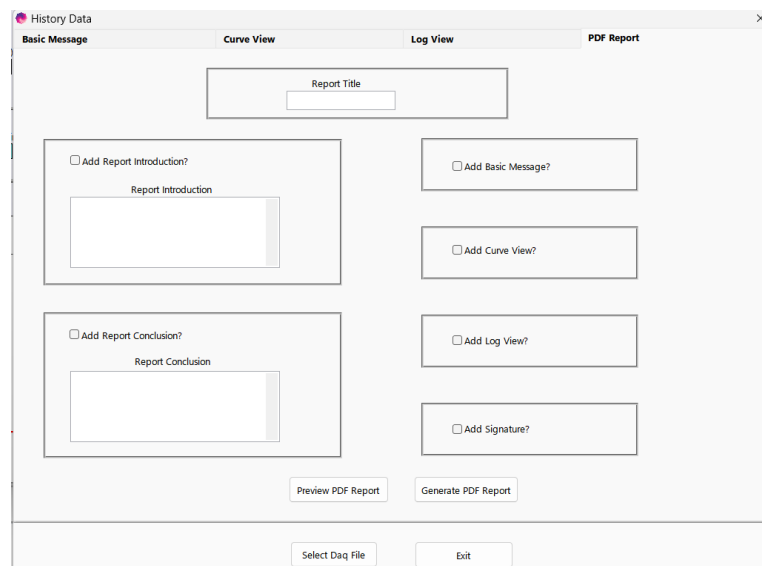 History Data
Basic Message Curve View Log View PDF Report
Report Title
Add Report Introduction?
Report Introduction
Add Basic Message?
Add Curve View?
Add Report Conclusion?
Report Conclusion
Add Log View?
Add Signature?
Preview PDF Report Generate PDF Report
Select Daq File Exit